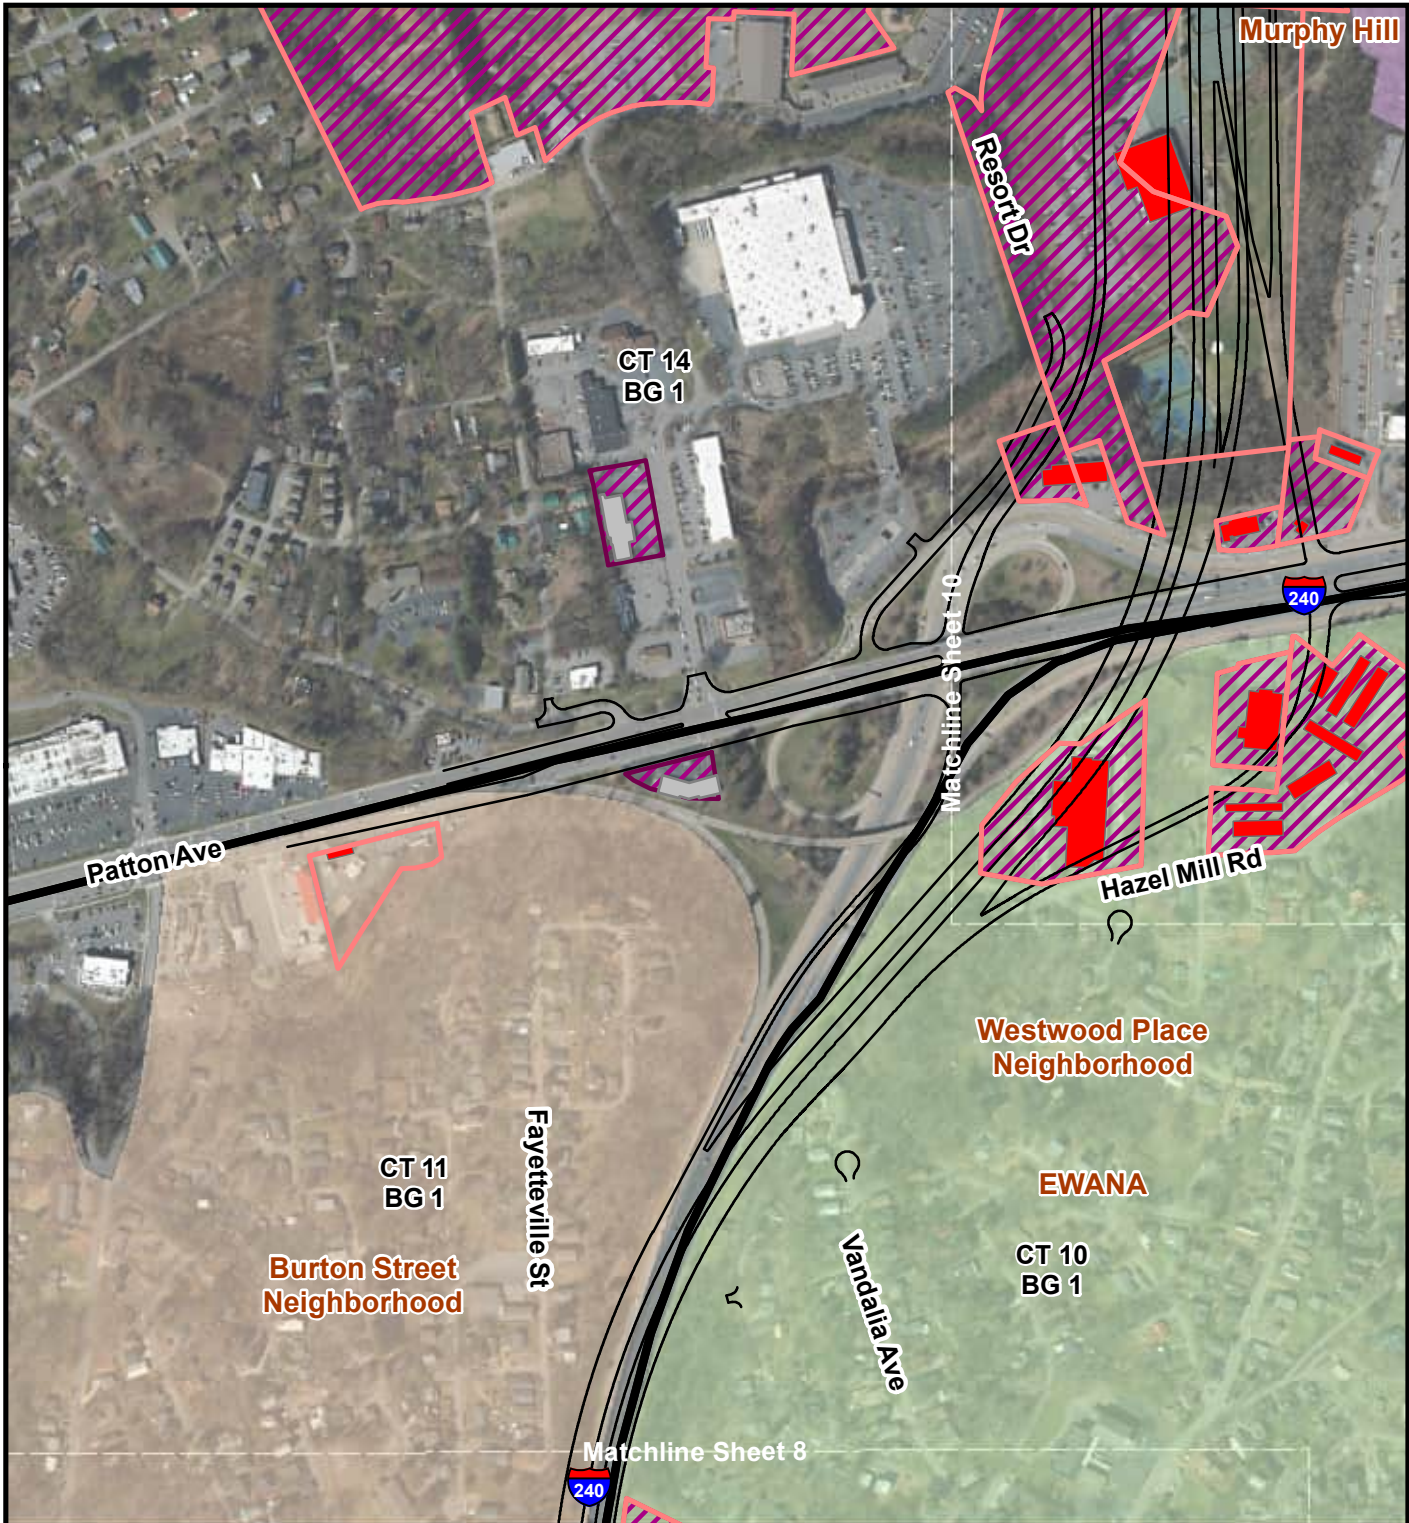 Murphy Hill
Resort Dr
CT 14
BG 1
Matchline Sheet 10
240
Patton Ave
Hazel Mill Rd
Westwood Place
Neighborhood
Fayetteville St
CT 11
BG 1
EWANA
Burton Street
Neighborhood
Vandalia Ave
CT 10
BG 1
Matchline Sheet 8
240